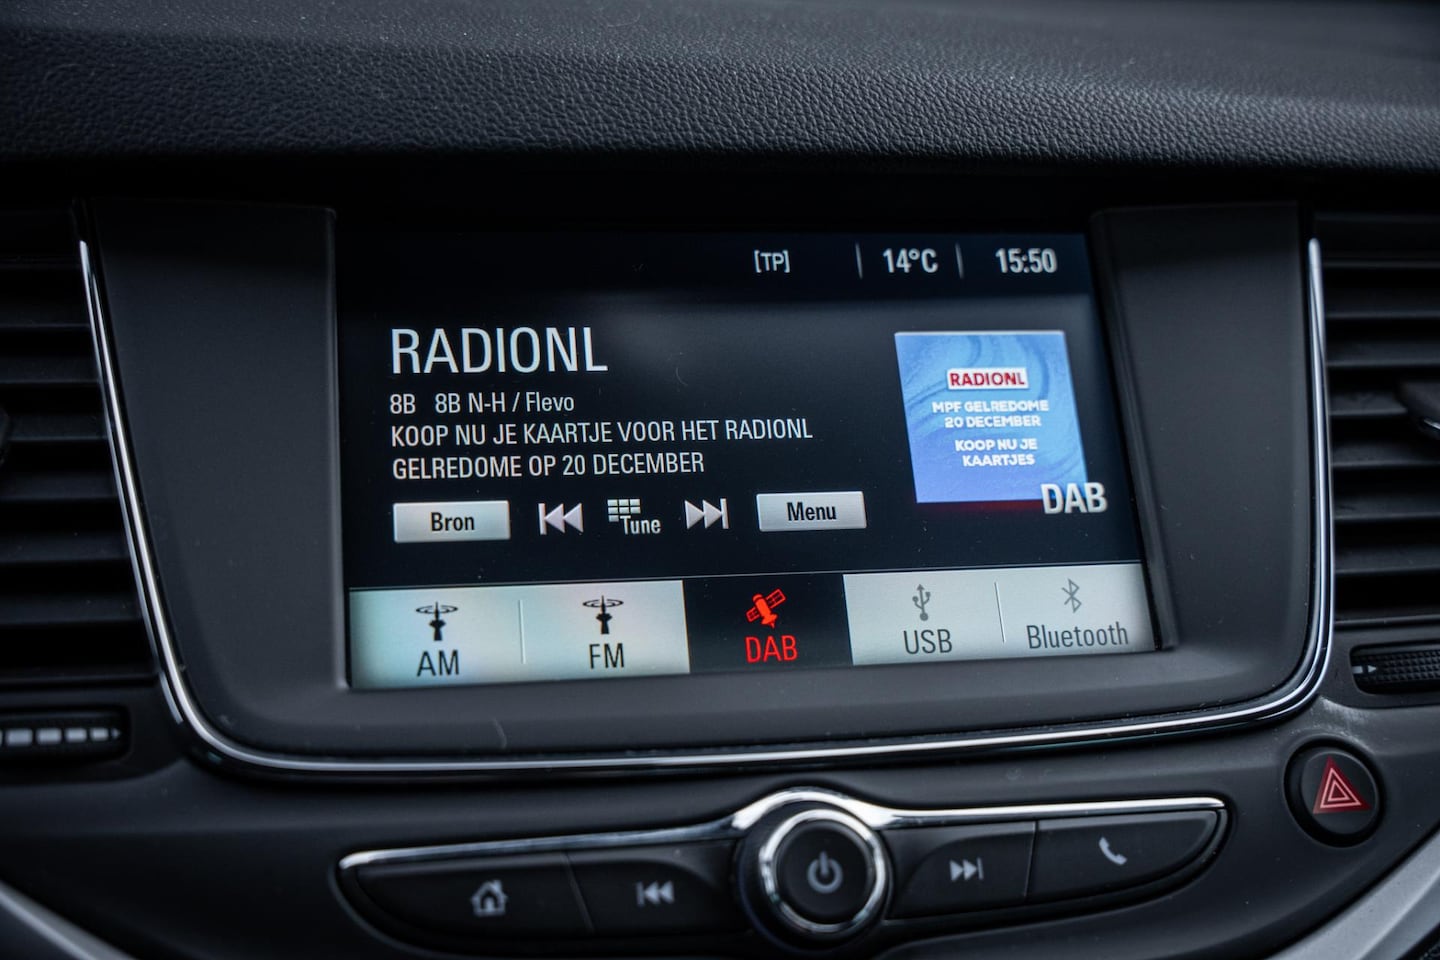 [TP] 14°C 15:50
RADIONL
8B 8B N-H / Flevo
KOOP NU JE KAARTJE VOOR HET RADIONL
GELREDOME OP 20 DECEMBER
RADIONL
MPF GELREDOME
20 DECEMBER
KOOP NU JE
KAARTJES
DAB
Bron Tune Menu
AM FM DAB USB Bluetooth